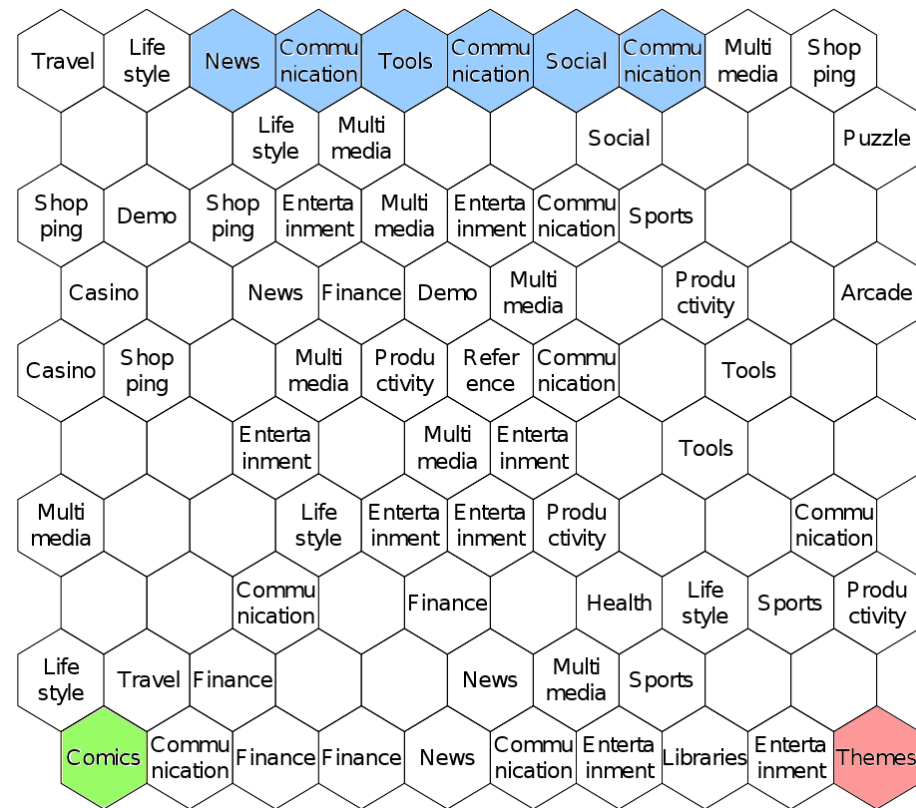 Travel Life style News Commu nication Tools Commu nication Social Commu nication Multi media Shop ping
Life style Multi media Social Puzzle
Shop ping Demo Shop ping Enterta inment Multi media Enterta inment Commu nication Sports
Casino News Finance Demo Multi media Produ ctivity Arcade
Casino Shop ping Multi media Produ ctivity Refer ence Commu nication Tools
Enterta inment Multi media Enterta inment Tools
Multi media Life style Enterta inment Enterta inment Produ ctivity Commu nication
Commu nication Finance Health Life style Sports Produ ctivity
Life style Travel Finance News Multi media Sports
Comics Commu nication Finance Finance News Commu nication Enterta inment Libraries Enterta inment Themes